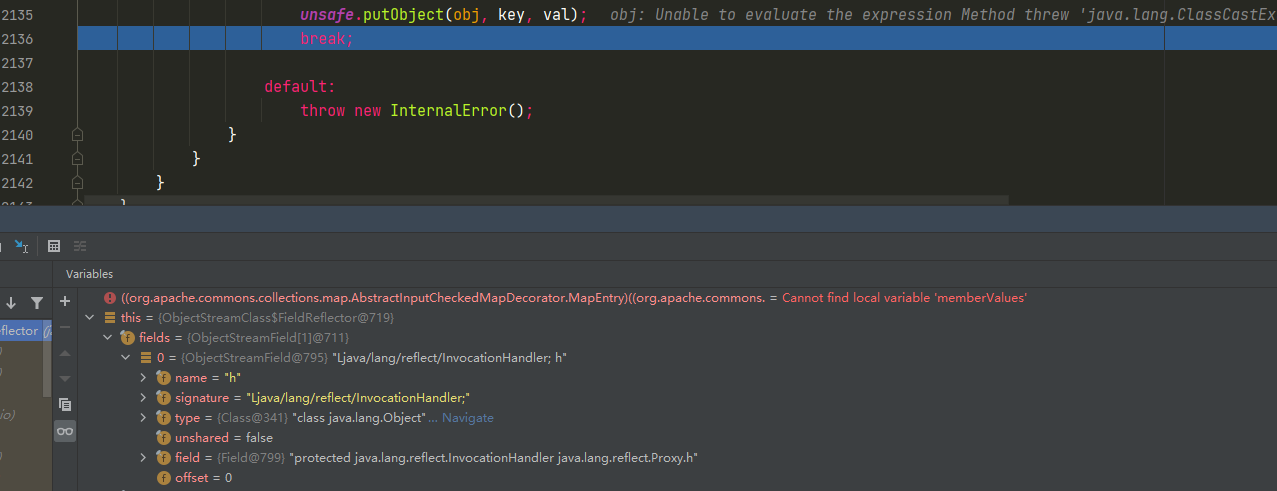 2135 unsafe.putObject(obj, key, val); obj: Unable to evaluate the expression Method threw 'java.lang.ClassCastEx
2136 break;
2137
2138 default:
2139 throw new InternalError();
2140 }
2141 }
2142 }
}
Variables
((org.apache.commons.collections.map.AbstractInputCheckedMapDecorator.MapEntry)((org.apache.commons. = Cannot find local variable 'memberValues'
this = {ObjectStreamClass$FieldReflector@719}
eflector
fields = {ObjectStreamField[1]@711}
0 = {ObjectStreamField@795} "Ljava/lang/reflect/InvocationHandler; h"
name = "h"
signature = "Ljava/lang/reflect/InvocationHandler;"
io)
type = {Class@341} "class java.lang.Object"... Navigate
unshared = false
field = {Field@799} "protected java.lang.reflect.InvocationHandler java.lang.reflect.Proxy.h"
offset = 0